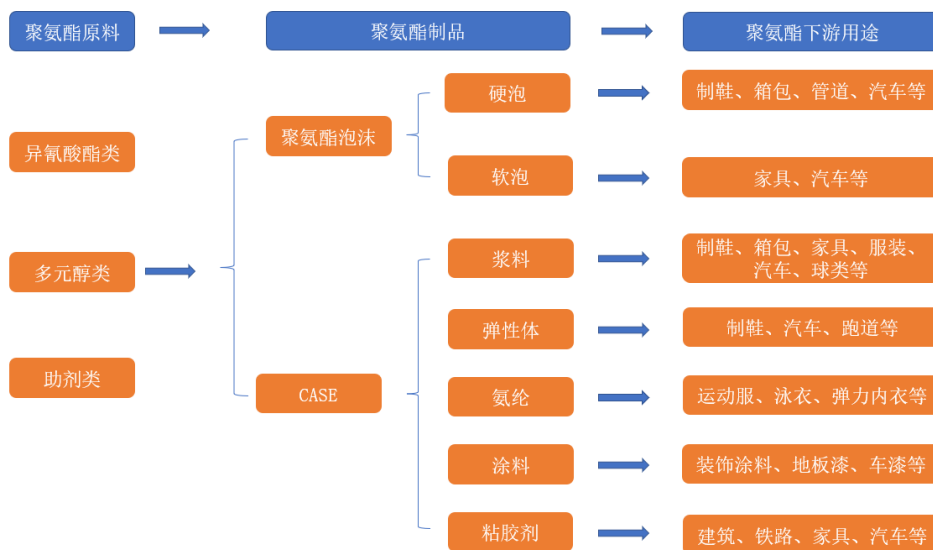 聚氨酯原料
聚氨酯制品
聚氨酯下游用途
异氰酸酯类
多元醇类
助剂类
聚氨酯泡沫
CASE
硬泡
软泡
浆料
弹性体
氨纶
涂料
粘胶剂
制鞋、箱包、管道、汽车等
家具、汽车等
制鞋、箱包、家具、服装、
汽车、球类等
制鞋、汽车、跑道等
运动服、泳衣、弹力内衣等
装饰涂料、地板漆、车漆等
建筑、铁路、家具、汽车等